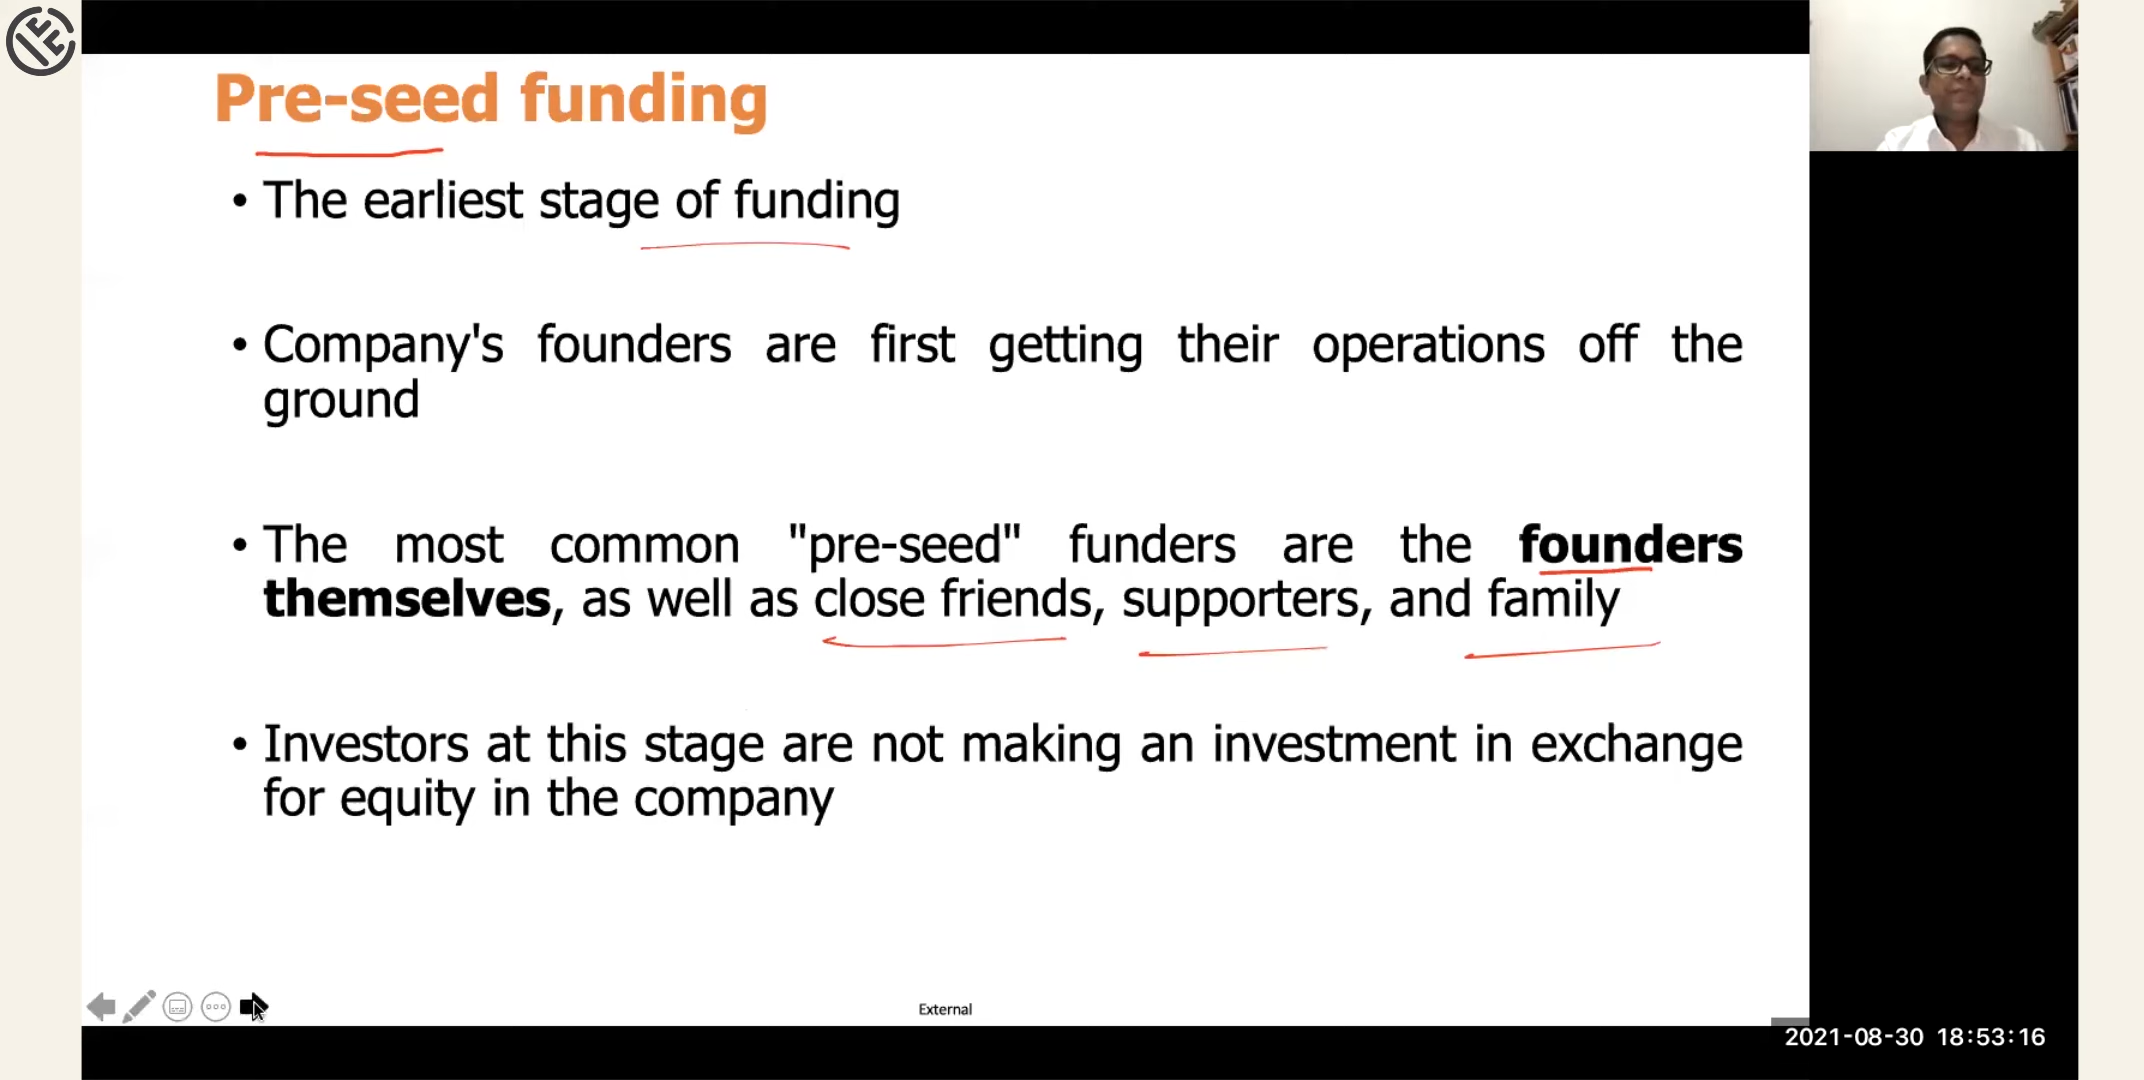 Pre-seed funding
• The earliest stage of funding
• Company's founders are first getting their operations off the
ground
• The most common "pre-seed" funders are the founders
themselves, as well as close friends, supporters, and family
• Investors at this stage are not making an investment in exchange
for equity in the company
External
2021-08-30 18:53:16